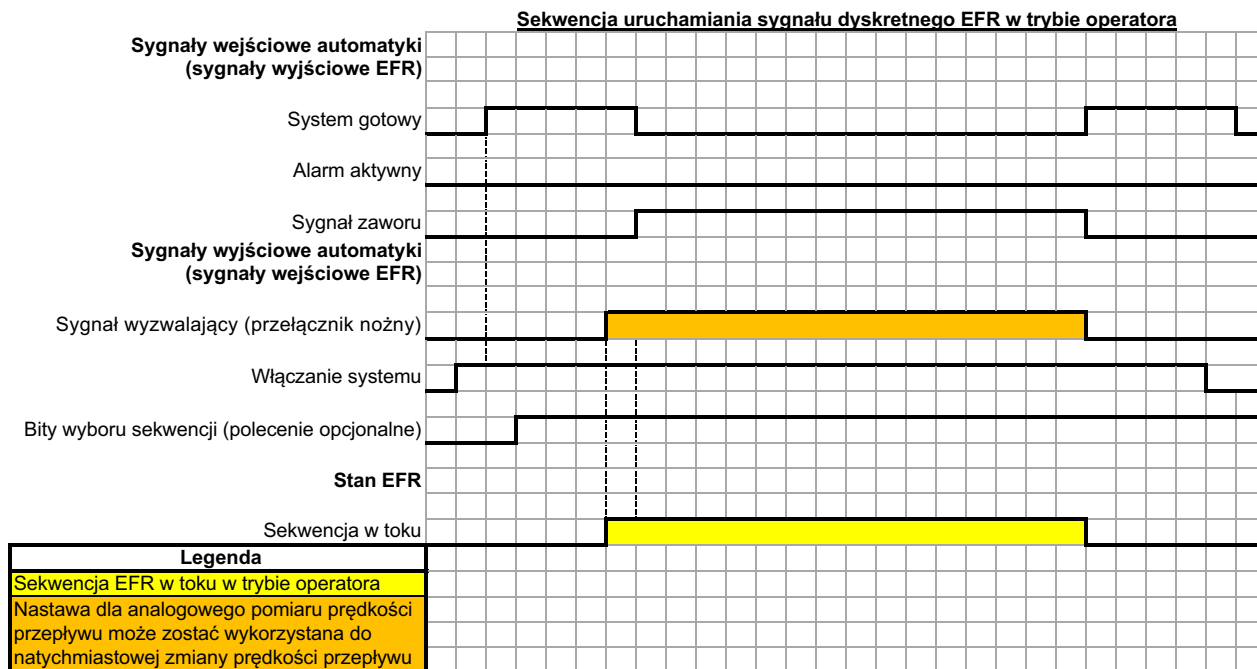 Sekwencja uruchamiania sygnału dyskretnego EFR w trybie operatora
Sygnały wejściowe automatyki
(sygnały wyjściowe EFR)
System gotowy
Alarm aktywny
Sygnał zaworu
Sygnały wyjściowe automatyki
(sygnały wejściowe EFR)
Sygnał wyzwalający (przełącznik nożny)
Włączanie systemu
Bity wyboru sekwencji (polecenie opcjonalne)
Stan EFR
Sekwencja w toku
Legenda
Sekwencja EFR w toku w trybie operatora
Nastawa dla analogowego pomiaru prędkości
przepływu może zostać wykorzystana do
natychmiastowej zmiany prędkości przepływu